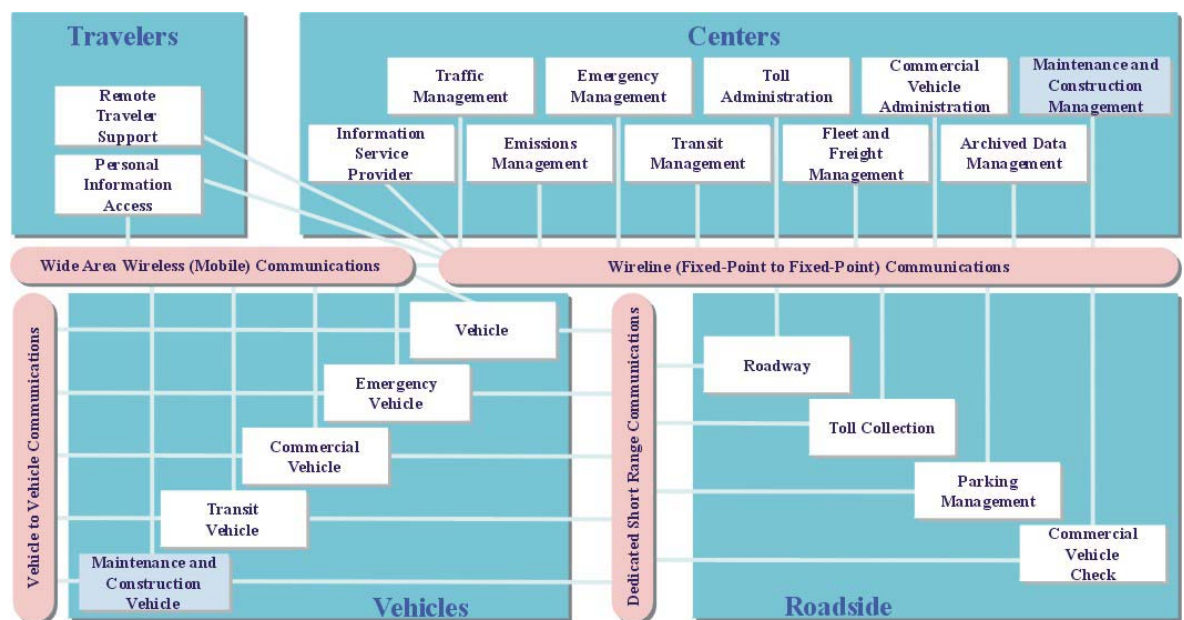 Travelers
Remote
Traveler
Support
Personal
Information
Access
Centers
Traffic
Management
Emergency
Management
Toll
Administration
Commercial
Vehicle
Administration
Maintenance and
Construction
Management
Information
Service
Provider
Emissions
Management
Transit
Management
Fleet and
Freight
Management
Archived Data
Management
Wide Area Wireless (Mobile) Communications
Wireline (Fixed-Point to Fixed-Point) Communications
Vehicle to Vehicle Communications
Vehicle
Emergency
Vehicle
Commercial
Vehicle
Transit
Vehicle
Maintenance and
Construction
Vehicle
Vehicles
Dedicated Short Range Communications
Roadway
Toll Collection
Parking
Management
Commercial
Vehicle
Check
Roadside